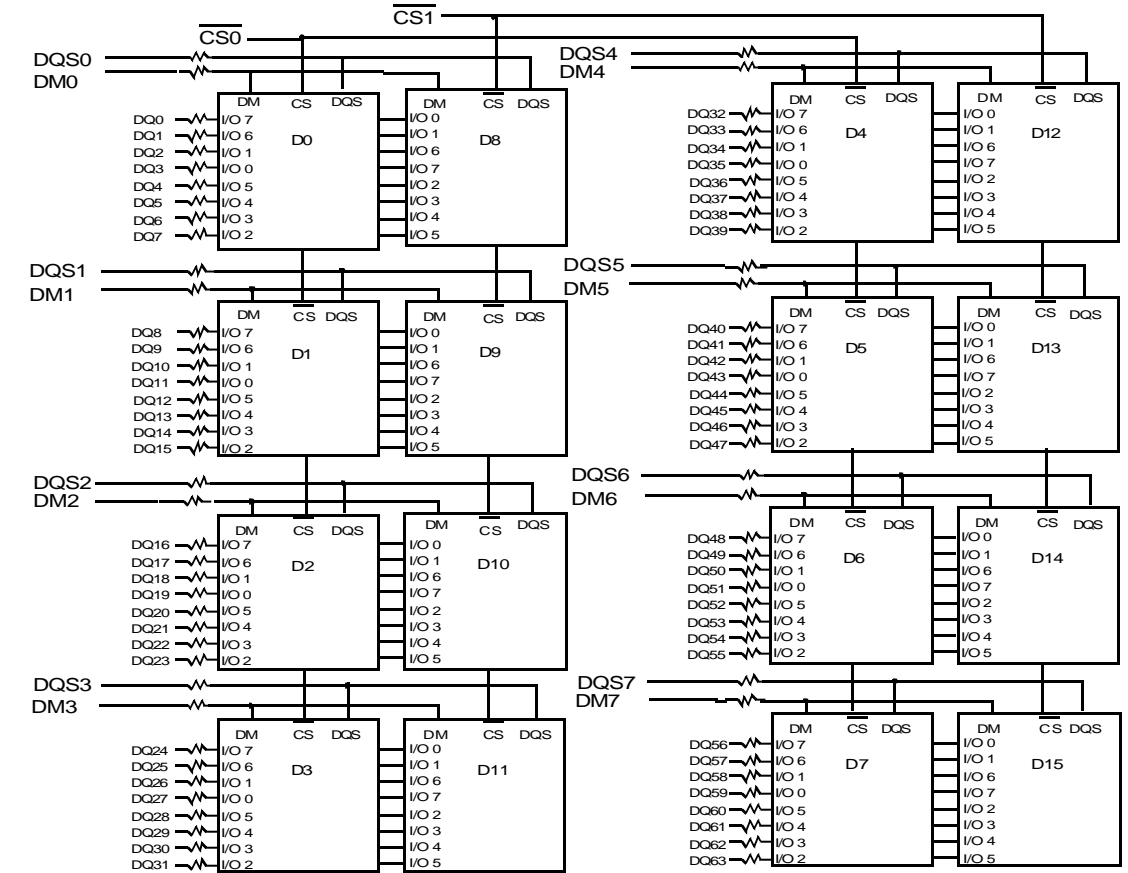 CS1
CS0
DQS0
DM0
DM CS DQS
DM CS DQS
DQ0 I/O 7 D0 I/O 0 D8
DQ1 I/O 6 I/O 1
DQ2 I/O 1 I/O 6
DQ3 I/O 0 I/O 7
DQ4 I/O 5 I/O 2
DQ5 I/O 4 I/O 3
DQ6 I/O 3 I/O 4
DQ7 I/O 2 I/O 5
DQS1
DM1
DM CS DQS
DM CS DQS
DQ8 I/O 7 D1 I/O 0 D9
DQ9 I/O 6 I/O 1
DQ10 I/O 1 I/O 6
DQ11 I/O 0 I/O 7
DQ12 I/O 5 I/O 2
DQ13 I/O 4 I/O 3
DQ14 I/O 3 I/O 4
DQ15 I/O 2 I/O 5
DQS2
DM2
DM CS DQS
DM CS DQS
DQ16 I/O 7 D2 I/O 0 D10
DQ17 I/O 6 I/O 1
DQ18 I/O 1 I/O 6
DQ19 I/O 0 I/O 7
DQ20 I/O 5 I/O 2
DQ21 I/O 4 I/O 3
DQ22 I/O 3 I/O 4
DQ23 I/O 2 I/O 5
DQS3
DM3
DM CS DQS
DM CS DQS
DQ24 I/O 7 D3 I/O 0 D11
DQ25 I/O 6 I/O 1
DQ26 I/O 1 I/O 6
DQ27 I/O 0 I/O 7
DQ28 I/O 5 I/O 2
DQ29 I/O 4 I/O 3
DQ30 I/O 3 I/O 4
DQ31 I/O 2 I/O 5
DQS4
DM4
DM CS DQS
DM CS DQS
DQ32 I/O 7 D4 I/O 0 D12
DQ33 I/O 6 I/O 1
DQ34 I/O 1 I/O 6
DQ35 I/O 0 I/O 7
DQ36 I/O 5 I/O 2
DQ37 I/O 4 I/O 3
DQ38 I/O 3 I/O 4
DQ39 I/O 2 I/O 5
DQS5
DM5
DM CS DQS
DM CS DQS
DQ40 I/O 7 D5 I/O 0 D13
DQ41 I/O 6 I/O 1
DQ42 I/O 1 I/O 6
DQ43 I/O 0 I/O 7
DQ44 I/O 5 I/O 2
DQ45 I/O 4 I/O 3
DQ46 I/O 3 I/O 4
DQ47 I/O 2 I/O 5
DQS6
DM6
DM CS DQS
DM CS DQS
DQ48 I/O 7 D6 I/O 0 D14
DQ49 I/O 6 I/O 1
DQ50 I/O 1 I/O 6
DQ51 I/O 0 I/O 7
DQ52 I/O 5 I/O 2
DQ53 I/O 4 I/O 3
DQ54 I/O 3 I/O 4
DQ55 I/O 2 I/O 5
DQS7
DM7
DM CS DQS
DM CS DQS
DQ56 I/O 7 D7 I/O 0 D15
DQ57 I/O 6 I/O 1
DQ58 I/O 1 I/O 6
DQ59 I/O 0 I/O 7
DQ60 I/O 5 I/O 2
DQ61 I/O 4 I/O 3
DQ62 I/O 3 I/O 4
DQ63 I/O 2 I/O 5